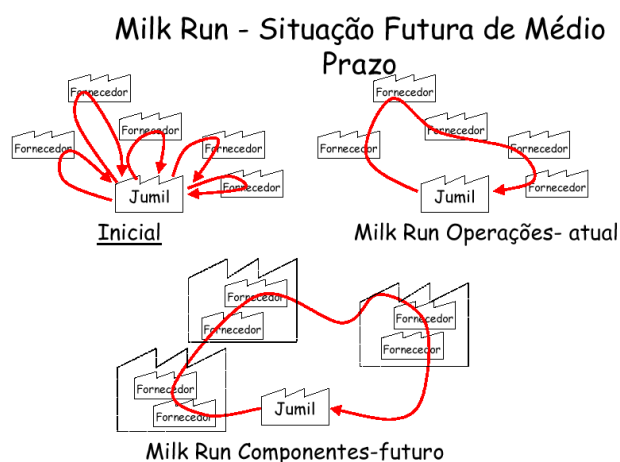 Milk Run - Situação Futura de Médio
Prazo
Fornecedor
Fornecedor
Fornecedor
Fornecedor
Fornecedor
Jumil
Inicial
Fornecedor
Fornecedor
Fornecedor
Fornecedor
Fornecedor
Jumil
Milk Run Operações- atual
Fornecedor
Fornecedor
Fornecedor
Fornecedor
Fornecedor
Fornecedor
Jumil
Milk Run Componentes-futuro